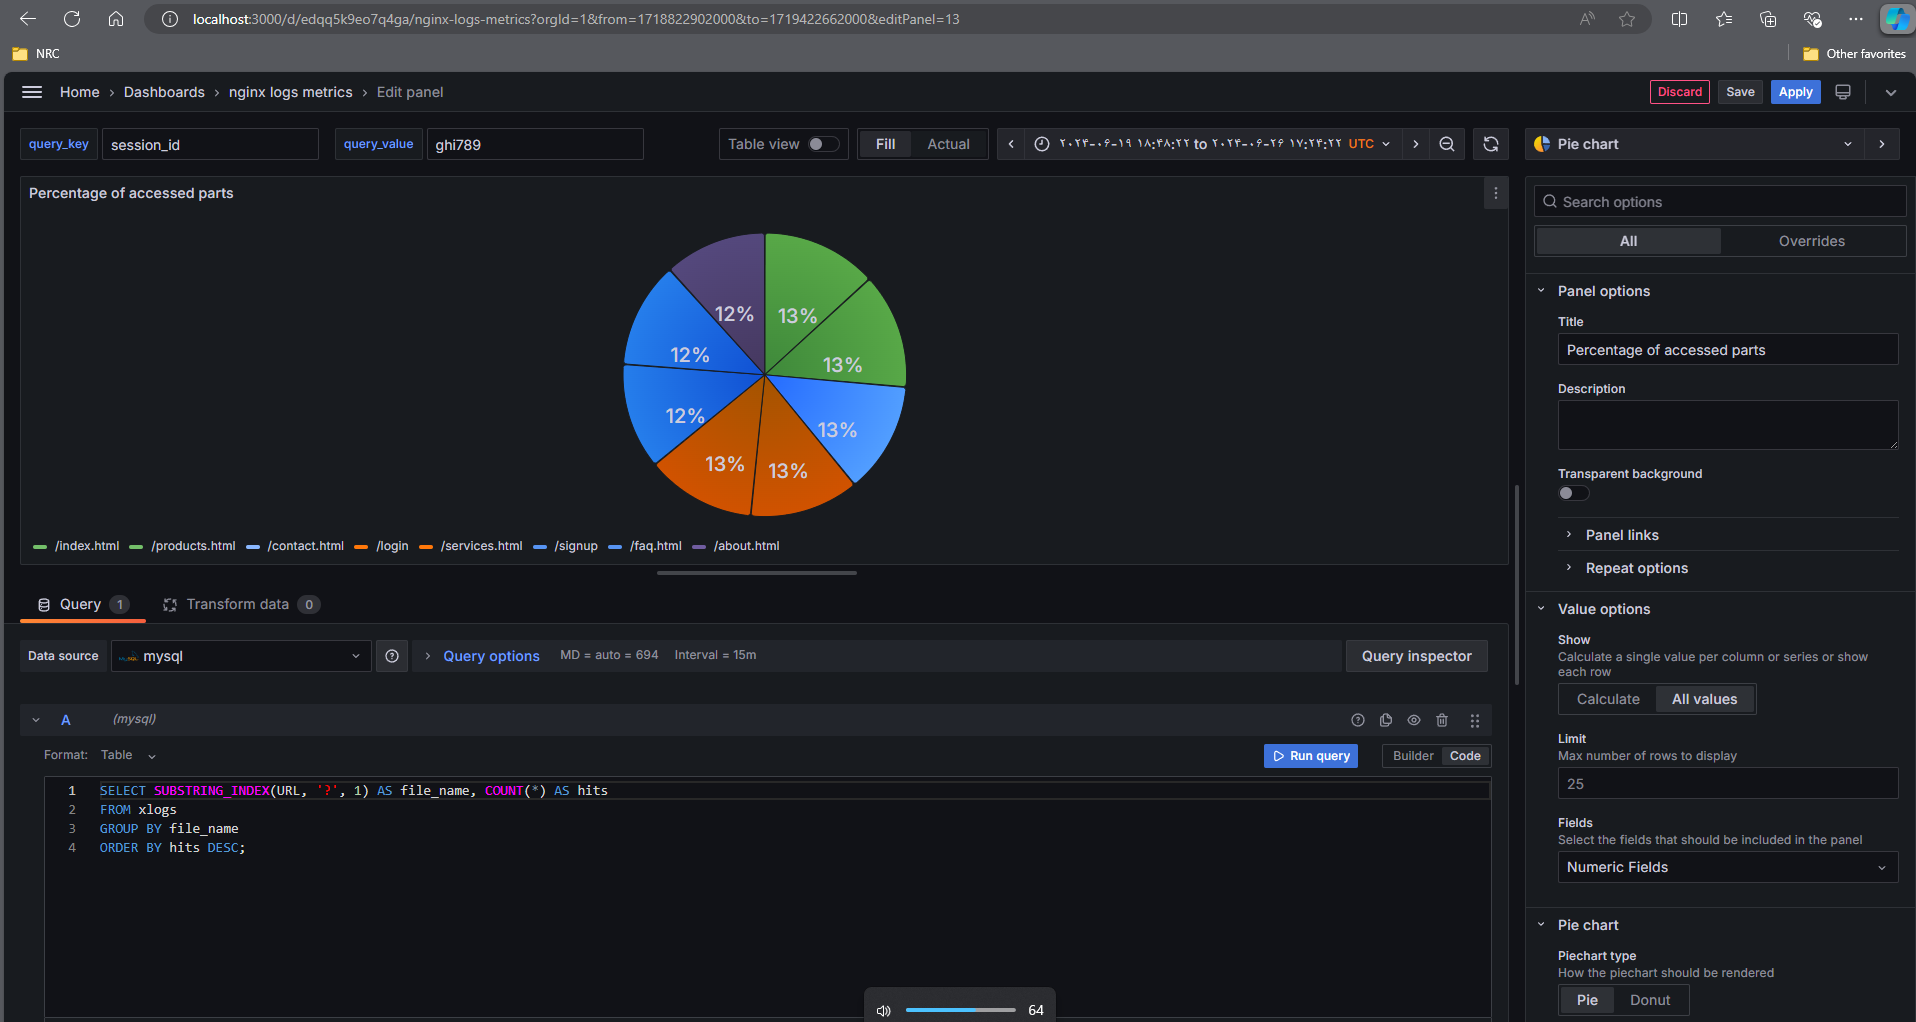 localhost:3000/d/edqq5k9eo7q4ga/nginx-logs-metrics?orgId=1&from=1718822902000&to=1719422662000&editPanel=13
NRC
Other favorites
Home › Dashboards › nginx logs metrics › Edit panel
Discard
Save
Apply
query_key
session_id
query_value
ghi789
Table view
Fill
Actual
۲۰۲۴-۰۶-۱۹ ۱۸:۴۸:۲۲ to ۲۰۲۴-۰۶-۲۶ ۱۷:۲۴:۲۲ UTC
Pie chart
Percentage of accessed parts
12%
13%
12%
13%
12%
13%
13%
13%
/index.html
/products.html
/contact.html
/login
/services.html
/signup
/faq.html
/about.html
Query 1
Transform data 0
Data source
mysql
Query options
MD = auto = 694
Interval = 15m
Query inspector
A
(mysql)
Format: Table
Run query
Builder
Code
1 SELECT SUBSTRING_INDEX(URL, '?', 1) AS file_name, COUNT(*) AS hits
2 FROM xlogs
3 GROUP BY file_name
4 ORDER BY hits DESC;
64
Search options
All
Overrides
Panel options
Title
Percentage of accessed parts
Description
Transparent background
Panel links
Repeat options
Value options
Show
Calculate a single value per column or series or show
each row
Calculate
All values
Limit
Max number of rows to display
25
Fields
Select the fields that should be included in the panel
Numeric Fields
Pie chart
Piechart type
How the piechart should be rendered
Pie
Donut